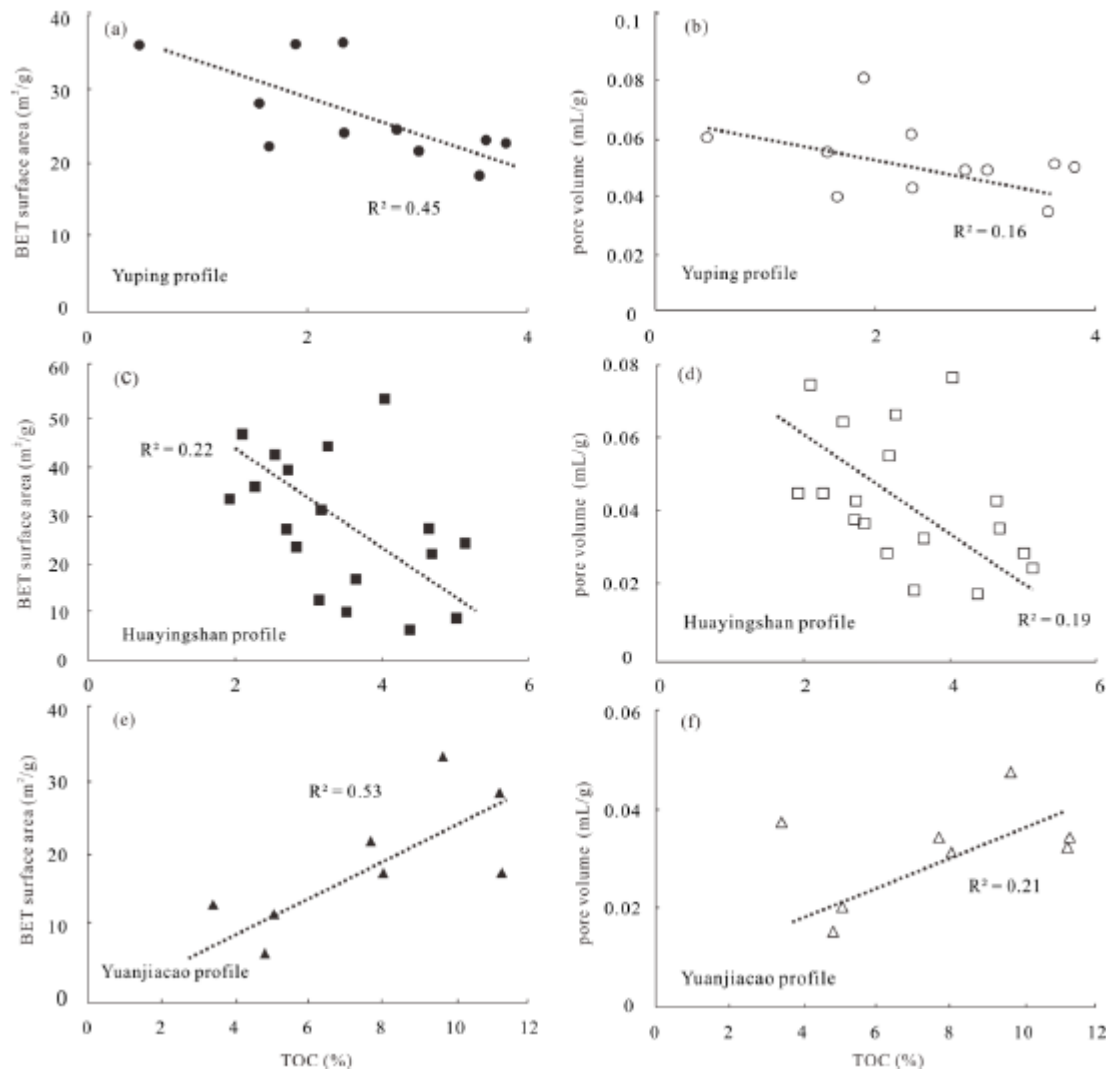 (a)
40
30
20
10
0
BET surface area (m²/g)
R² = 0.45
Yuping profile
0 2 4
(b)
0.1
0.08
0.06
0.04
0.02
0
pore volume (mL/g)
R² = 0.16
Yuping profile
0 2 4
(c)
60
50
40
30
20
10
0
BET surface area (m²/g)
R² = 0.22
Huayingshan profile
0 2 4 6
(d)
0.08
0.06
0.04
0.02
0
pore volume (mL/g)
R² = 0.19
Huayingshan profile
0 2 4 6
(e)
40
30
20
10
0
BET surface area (m²/g)
R² = 0.53
Yuanjiacao profile
0 2 4 6 8 10 12
TOC (%)
(f)
0.06
0.04
0.02
0
pore volume (mL/g)
R² = 0.21
Yuanjiacao profile
0 2 4 6 8 10 12
TOC (%)